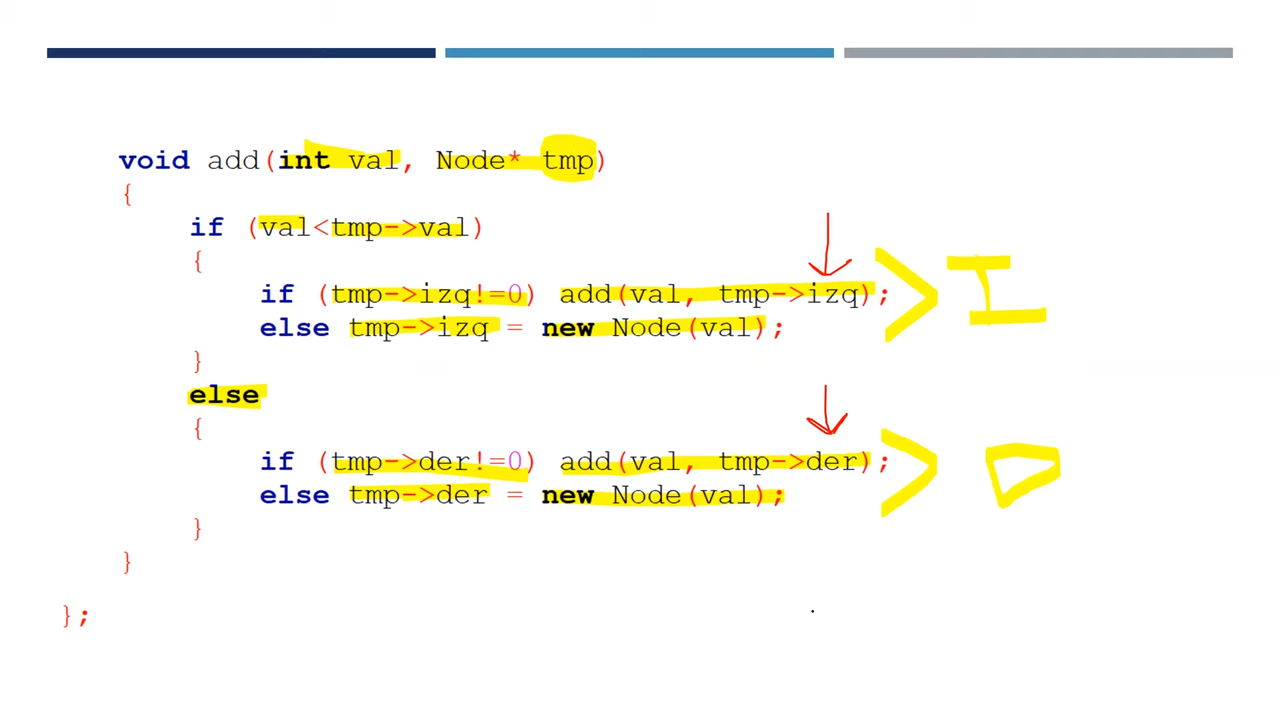 void add(int val, Node* tmp)
{
if (val<tmp->val)
{
if (tmp->izq!=0) add(val, tmp->izq);
else tmp->izq = new Node(val);
}
else
{
if (tmp->der!=0) add(val, tmp->der);
else tmp->der = new Node(val);
}
}
};
I
D